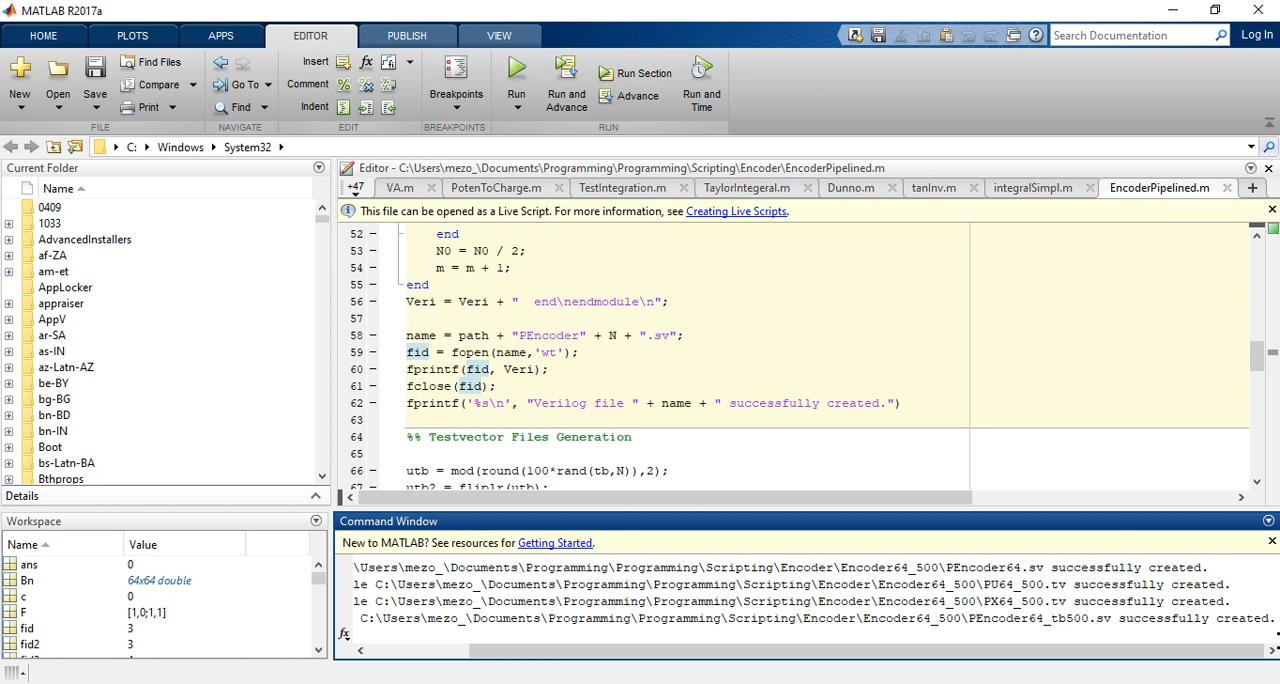 MATLAB R2017a
HOME PLOTS APPS EDITOR PUBLISH VIEW Search Documentation Log In
New Open Save Find Files Compare Print
Go To Find
Insert Comment Indent
Breakpoints
Run Run and Advance Run Section Advance Run and Time
FILE NAVIGATE EDIT BREAKPOINTS RUN
C: Windows System32
Current Folder
Name
0409
1033
AdvancedInstallers
af-ZA
am-et
AppLocker
appraiser
AppV
ar-SA
as-IN
az-Latn-AZ
be-BY
bg-BG
bn-BD
bn-IN
Boot
bs-Latn-BA
Bthprops
Details
Workspace
Name Value
ans 0
Bn 64x64 double
c 0
F [1,0;1,1]
fid 3
fid2 3
Editor - C:\Users\mezo_\Documents\Programming\Programming\Scripting\Encoder\EncoderPipelined.m
+47 VA.m PotenToCharge.m TestIntegration.m TaylorIntegeral.m Dunno.m tanInv.m integralSimpl.m EncoderPipelined.m
This file can be opened as a Live Script. For more information, see Creating Live Scripts.
52 end
53 N0 = N0 / 2;
54 m = m + 1;
55 end
56 Veri = Veri + "  end\nendmodule\n";
57
58 name = path + "PEncoder" + N + ".sv";
59 fid = fopen(name,'wt');
60 fprintf(fid, Veri);
61 fclose(fid);
62 fprintf('%s\n', "Verilog file " + name + " successfully created.")
63
64 %% Testvector Files Generation
65
66 utb = mod(round(100*rand(tb,N)),2);
67 utb2 = fliplr(utb);
Command Window
New to MATLAB? See resources for Getting Started.
\Users\mezo_\Documents\Programming\Programming\Scripting\Encoder\Encoder64_500\PEncoder64.sv successfully created.
le C:\Users\mezo_\Documents\Programming\Programming\Scripting\Encoder\Encoder64_500\PU64_500.tv successfully created.
le C:\Users\mezo_\Documents\Programming\Programming\Scripting\Encoder\Encoder64_500\PX64_500.tv successfully created.
C:\Users\mezo_\Documents\Programming\Programming\Scripting\Encoder\Encoder64_500\PEncoder64_tb500.sv successfully created.
fx